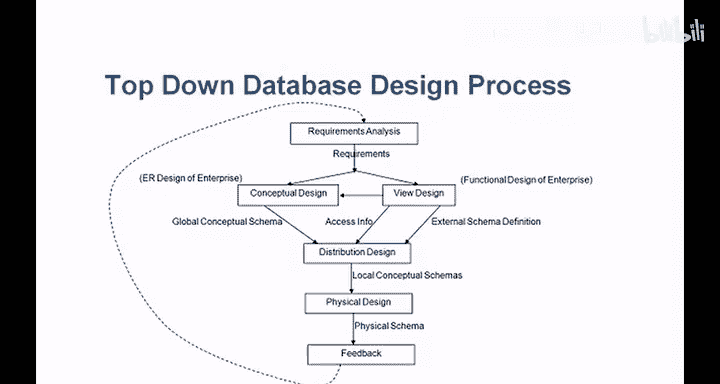 bilibili
Top Down Database Design Process
Requirements Analysis
Requirements
(ER Design of Enterprise)
(Functional Design of Enterprise)
Conceptual Design
View Design
Global Conceptual Schema
Access Info
External Schema Definition
Distribution Design
Local Conceptual Schemas
Physical Design
Physical Schema
Feedback